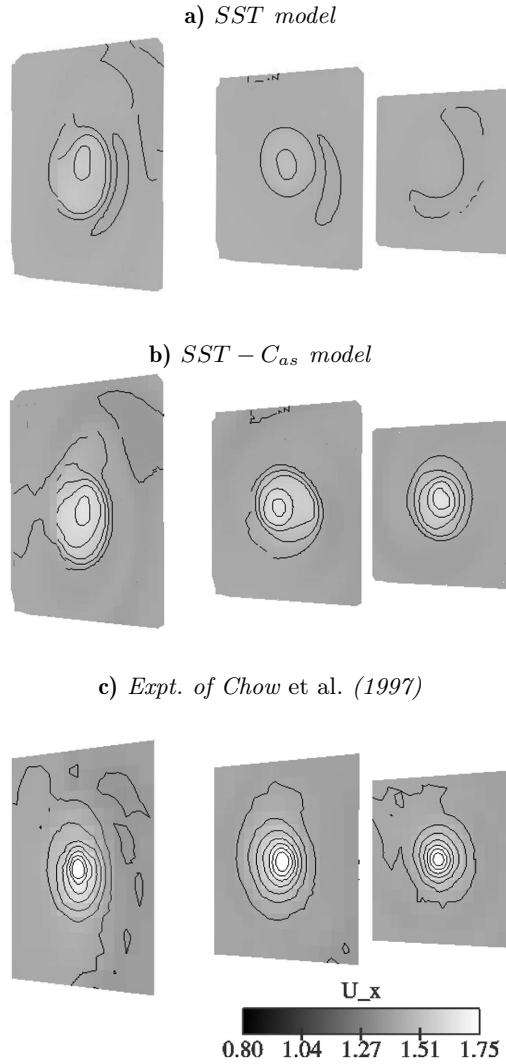 a) SST model
b) SST − C_as model
c) Expt. of Chow et al. (1997)
U_x
0.80 1.04 1.27 1.51 1.75